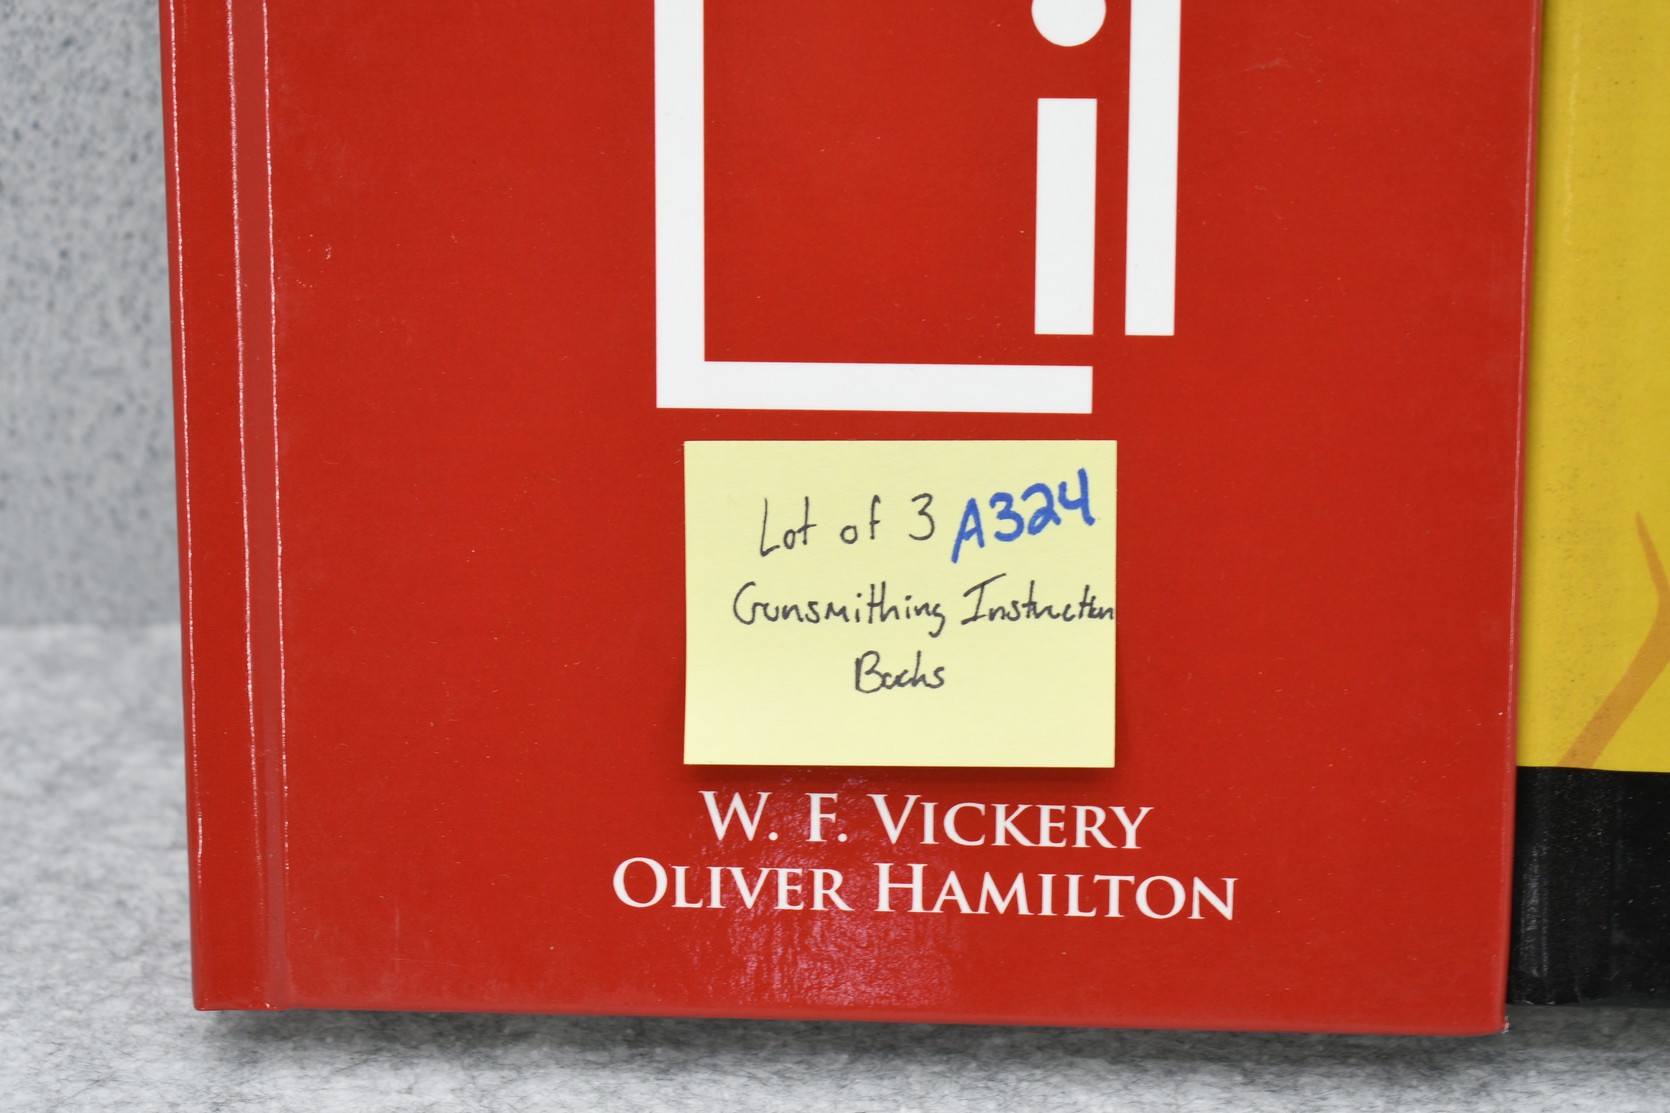 Lot of 3 A324
Gunsmithing Instruction
Books
W. F. VICKERY
OLIVER HAMILTON